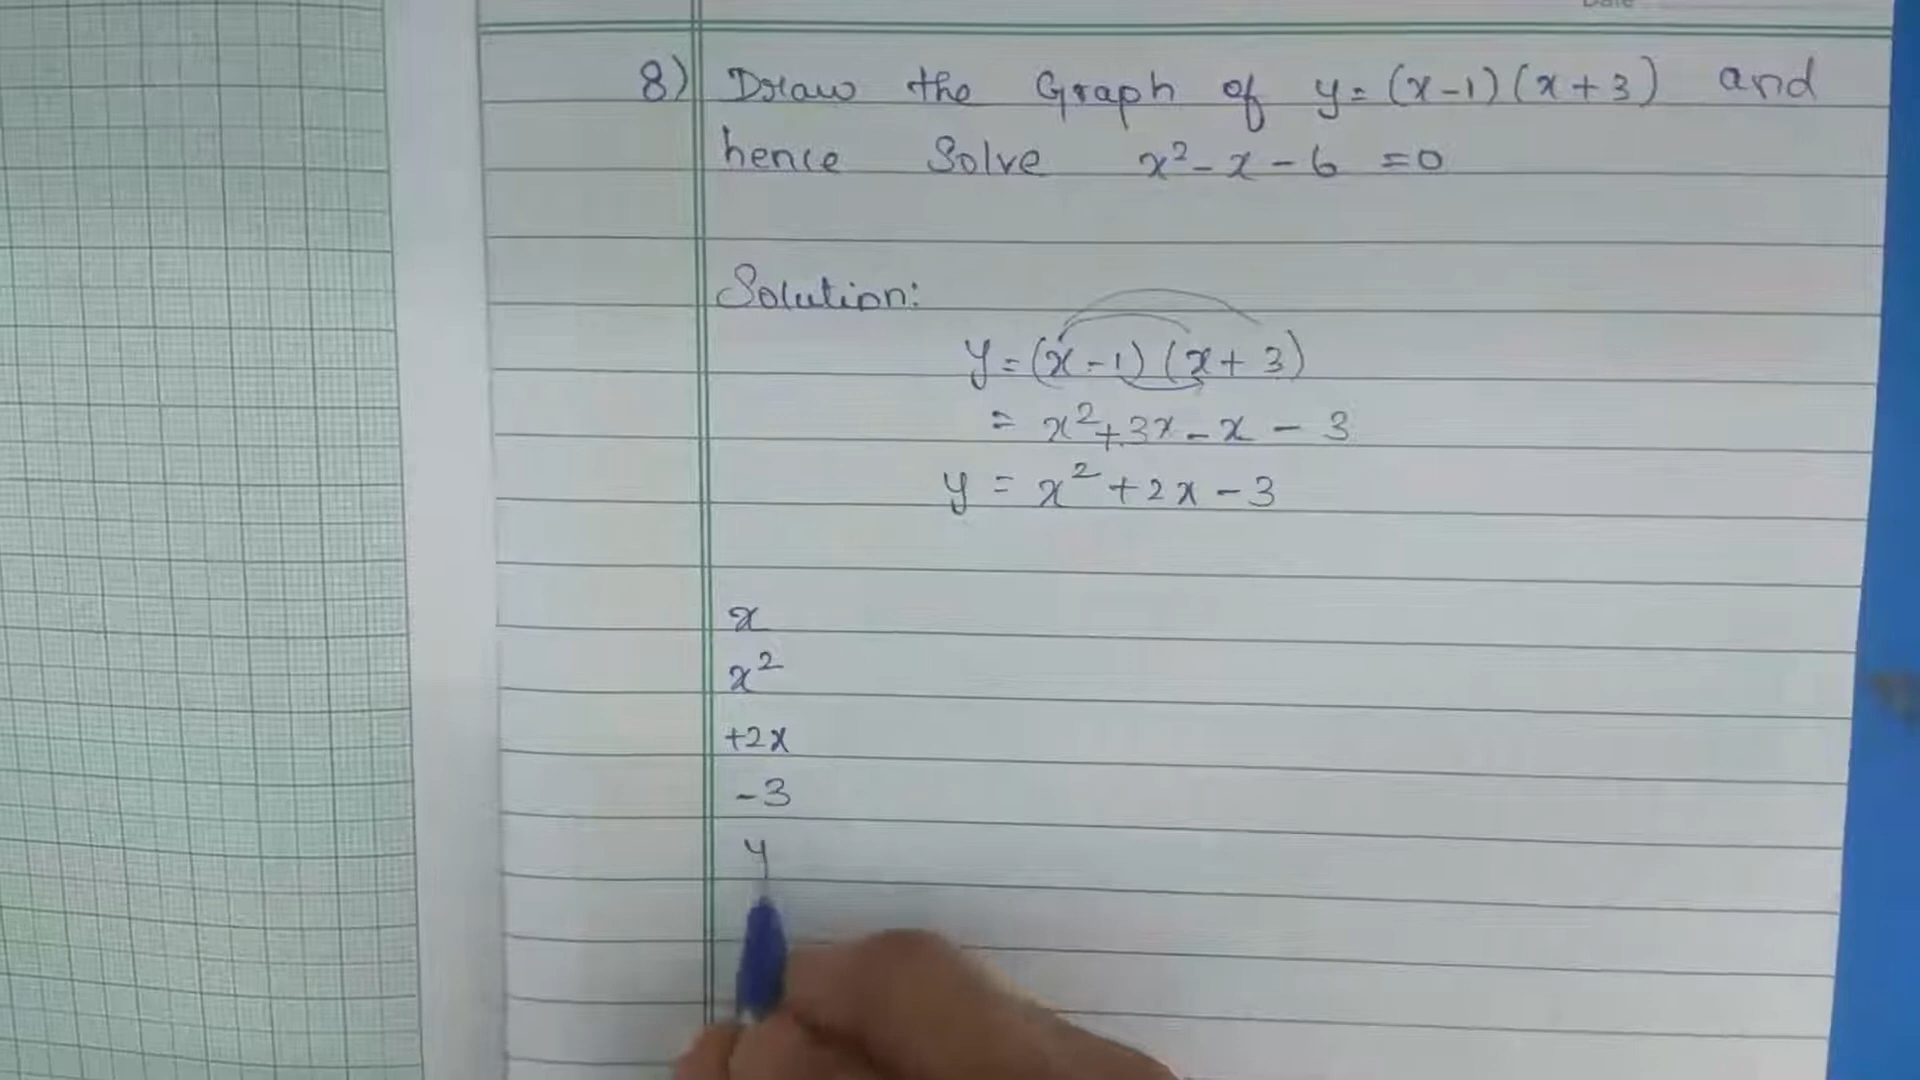 8) Draw the Graph of y = (x-1)(x+3) and
hence Solve x² - x - 6 = 0
Solution:
y = (x-1)(x+3)
= x² + 3x - x - 3
y = x² + 2x - 3
x
x²
+2x
-3
y